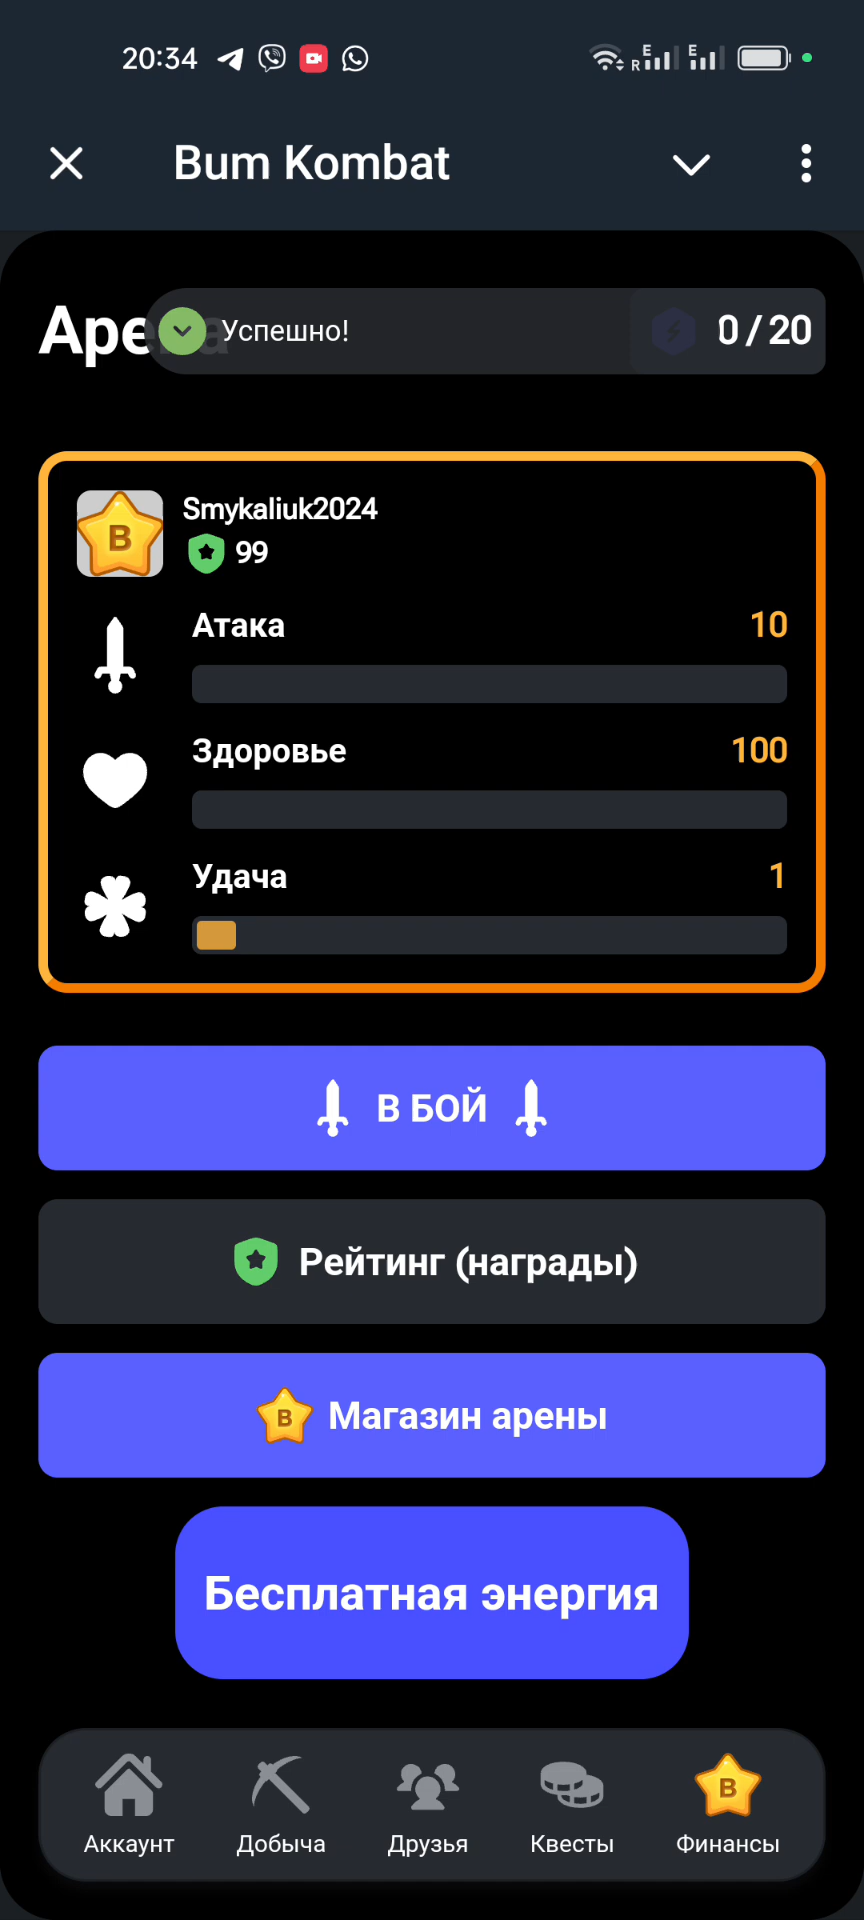 20:34
R E E
Bum Kombat
Арена
Успешно!
0 / 20
B
Smykaliuk2024
99
Атака
10
Здоровье
100
Удача
1
В БОЙ
Рейтинг (награды)
B
Магазин арены
Бесплатная энергия
B
Аккаунт
Добыча
Друзья
Квесты
Финансы